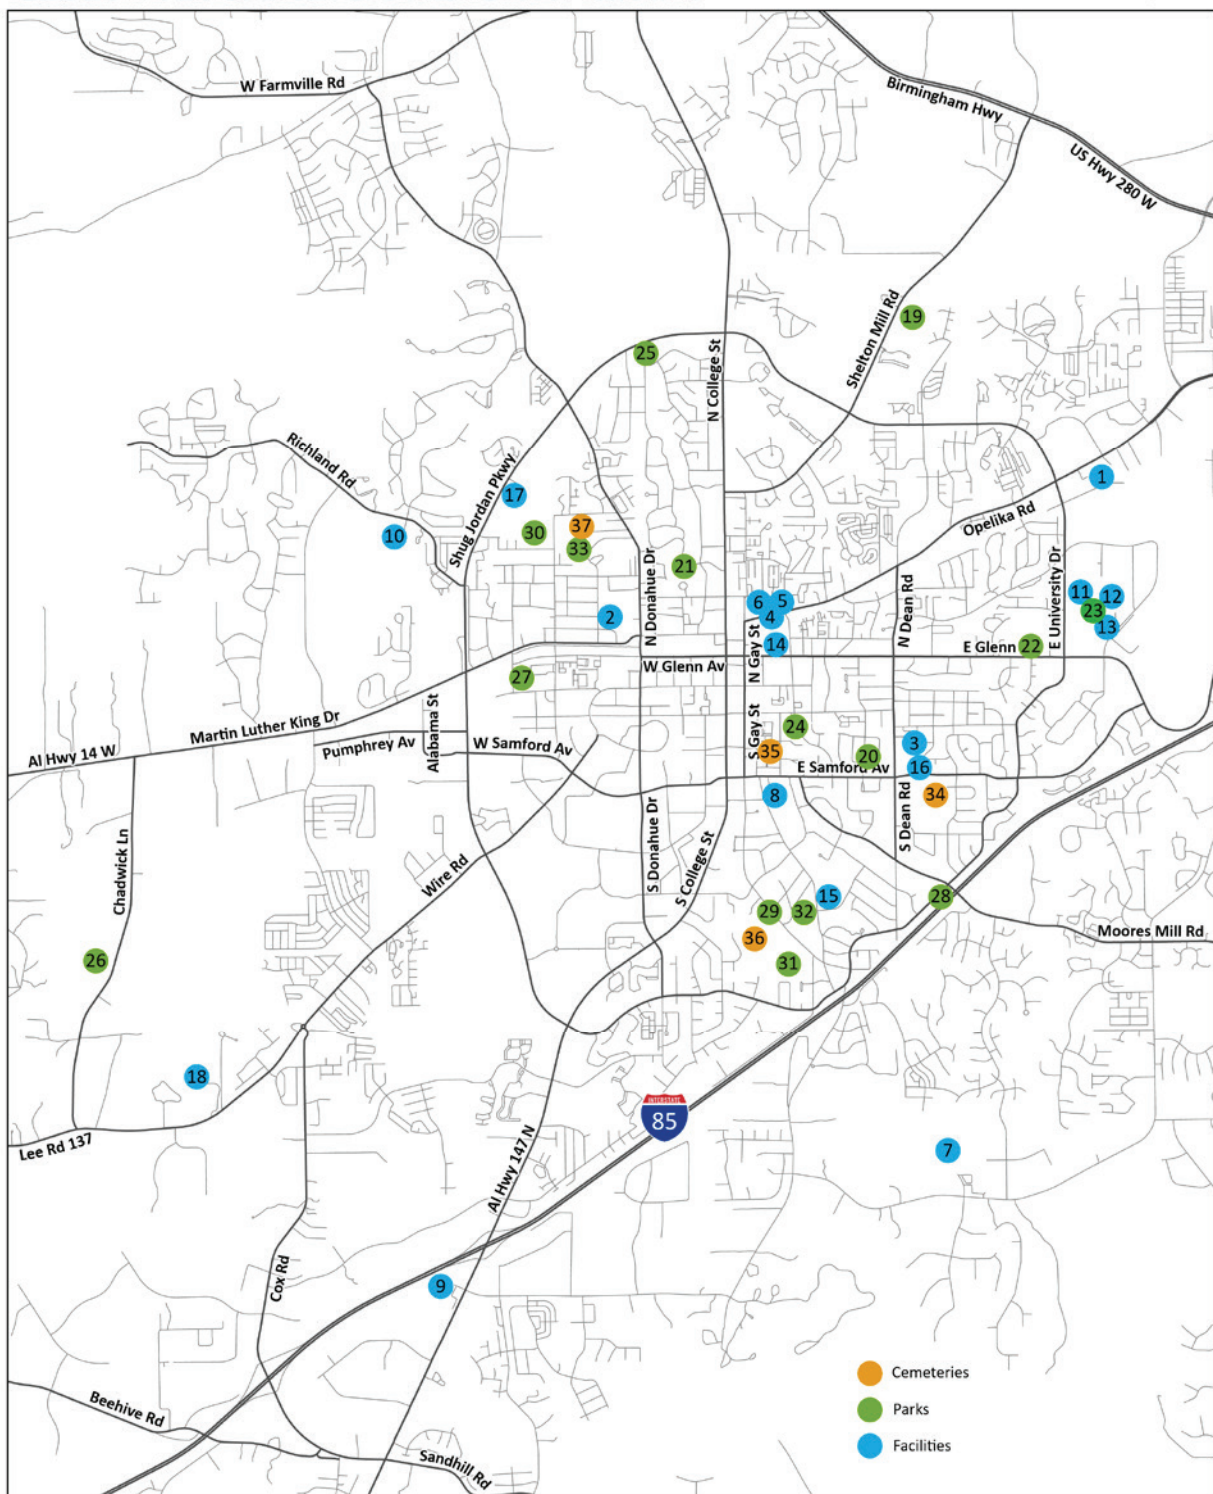 W Farmville Rd
Birmingham Hwy
US Hwy 280 W
19
Shelton Mill Rd
25
N College St
Richland Rd
Shug Jordan Pkwy
17
1
Opelika Rd
10
30
37
33
21
N Donahue Dr
N Dean Rd
E University Dr
11
12
23
13
6
5
4
2
14
N Gay St
W Glenn Av
E Glenn
22
27
Martin Luther King Dr
Al Hwy 14 W
Pumphrey Av
Alabama St
W Samford Av
S Gay St
24
35
20
3
16
E Samford Av
8
34
S Dean Rd
S Donahue Dr
S College St
Chadwick Ln
Wire Rd
15
28
29
32
36
31
Moores Mill Rd
26
18
Lee Rd 137
INTERSTATE
85
Al Hwy 147 N
7
Cox Rd
9
Beehive Rd
Sandhill Rd
Cemeteries
Parks
Facilities